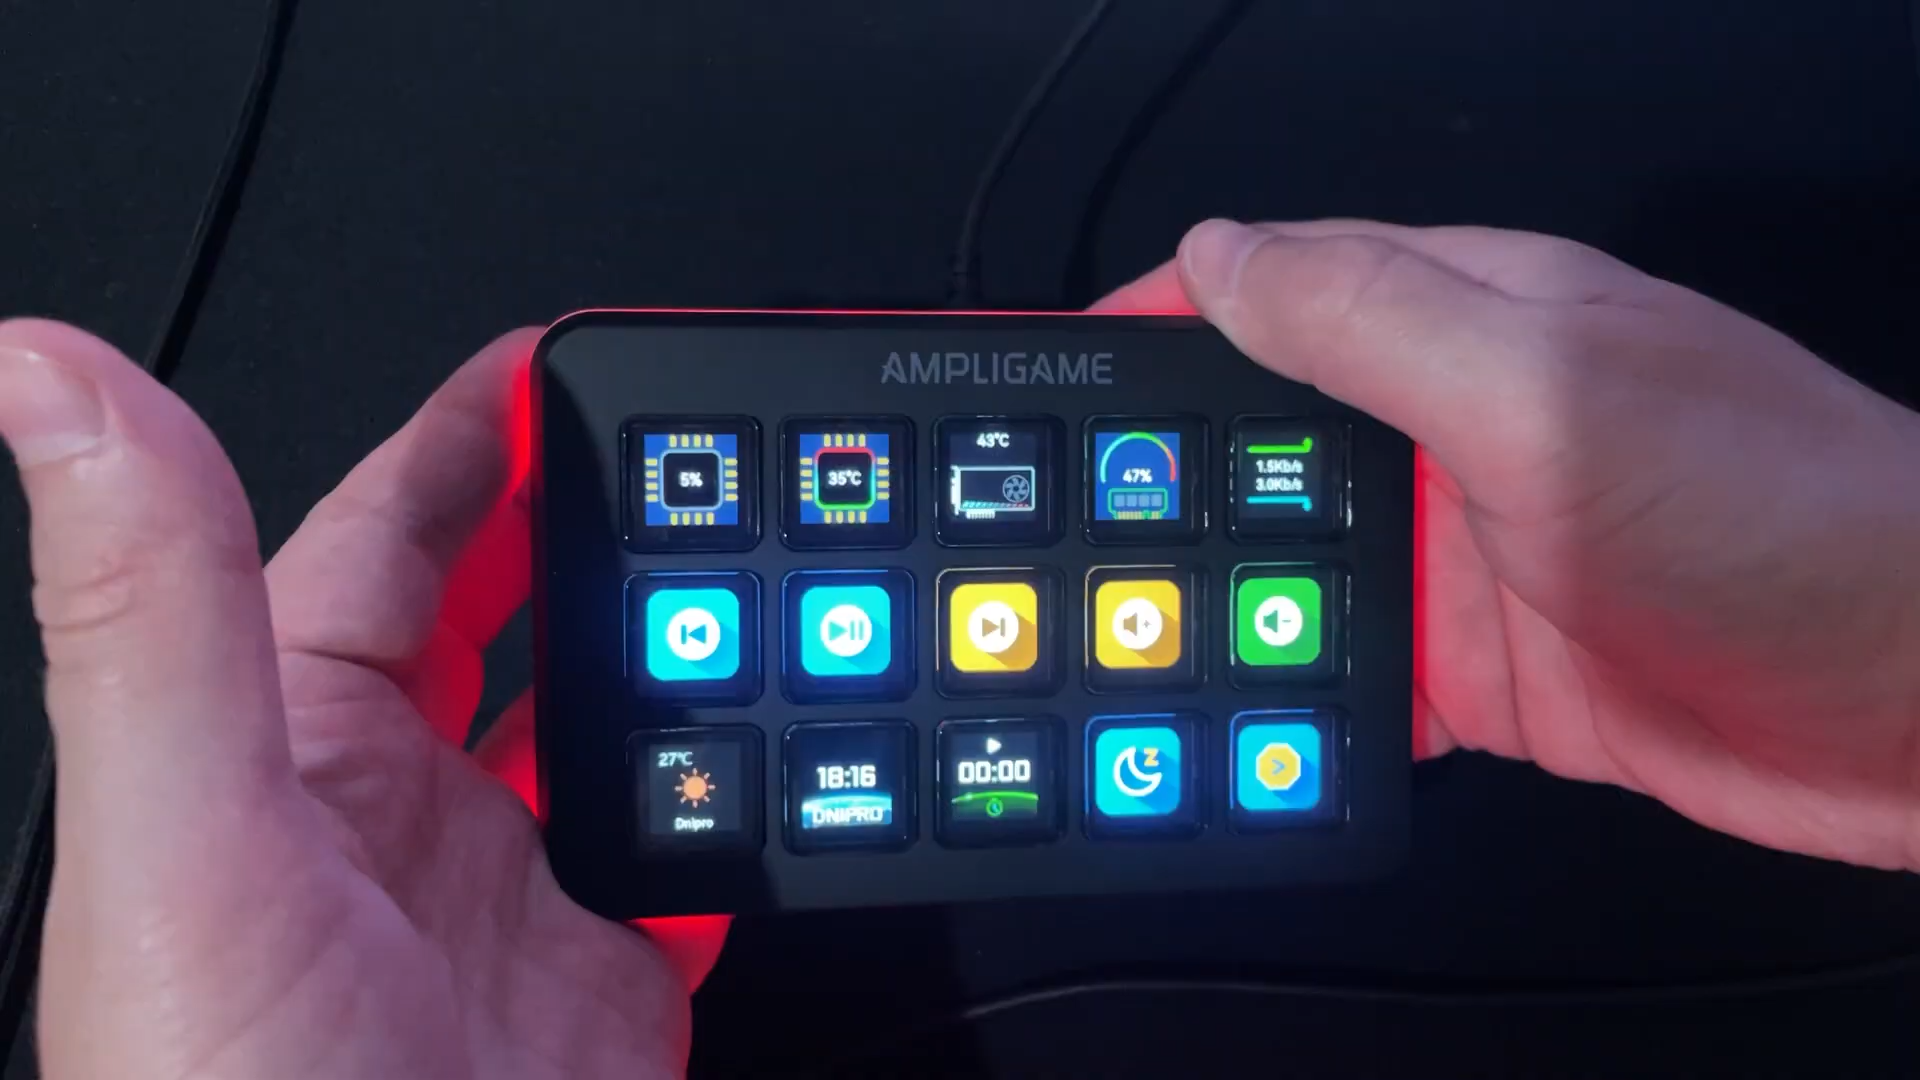 AMPLIGAME
5%
35°C
43°C
47%
1.5Kb/s
3.0Kb/s
27°C
Dnipro
18:16
DNIPRO
00:00
z